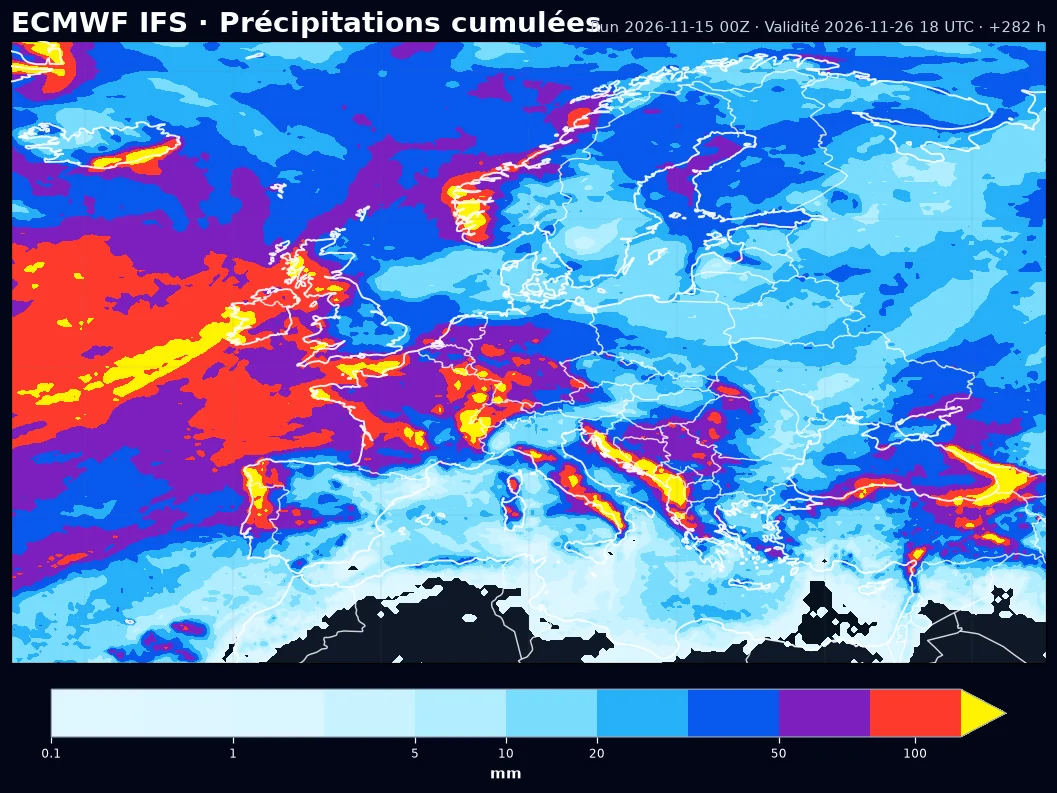 ECMWF IFS · Précipitations cumulées
Run 2026-11-15 00Z · Validité 2026-11-26 18 UTC · +282 h
0.1 1 5 10 20 50 100
mm